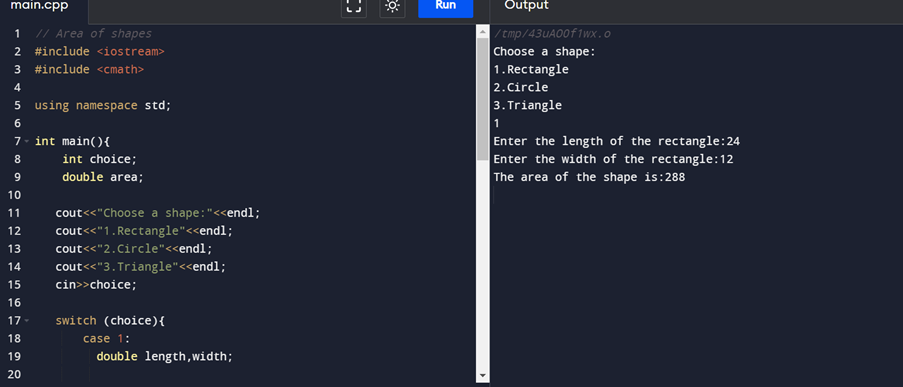 main.cpp
Run
Output
1 // Area of shapes
2 #include <iostream>
3 #include <cmath>
4
5 using namespace std;
6
7 int main(){
8 int choice;
9 double area;
10
11 cout<<"Choose a shape:"<<endl;
12 cout<<"1.Rectangle"<<endl;
13 cout<<"2.Circle"<<endl;
14 cout<<"3.Triangle"<<endl;
15 cin>>choice;
16
17 switch (choice){
18 case 1:
19 double length,width;
20
/tmp/43uAO0f1wx.o
Choose a shape:
1.Rectangle
2.Circle
3.Triangle
1
Enter the length of the rectangle:24
Enter the width of the rectangle:12
The area of the shape is:288